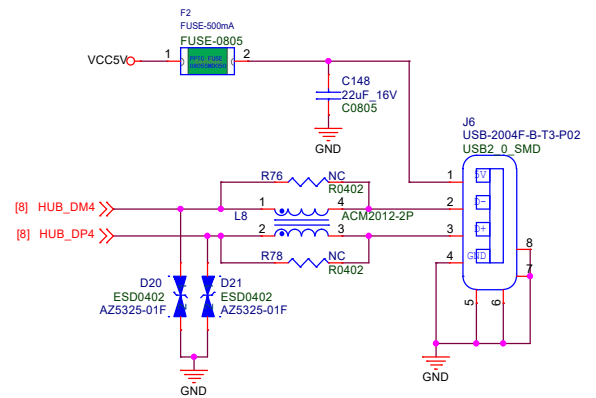 F2
FUSE-500mA
FUSE-0805
VCC5V
1
2
PPTC FUSE
C148
22uF_16V
C0805
GND
J6
USB-2004F-B-T3-P02
USB2_0_SMD
1
5V
2
D-
3
D+
4
GND
8
7
5
6
R76
NC
R0402
[8] HUB_DM4
1
4
L8
ACM2012-2P
[8] HUB_DP4
2
3
R78
NC
R0402
D20
ESD0402
AZ5325-01F
D21
ESD0402
AZ5325-01F
GND
GND